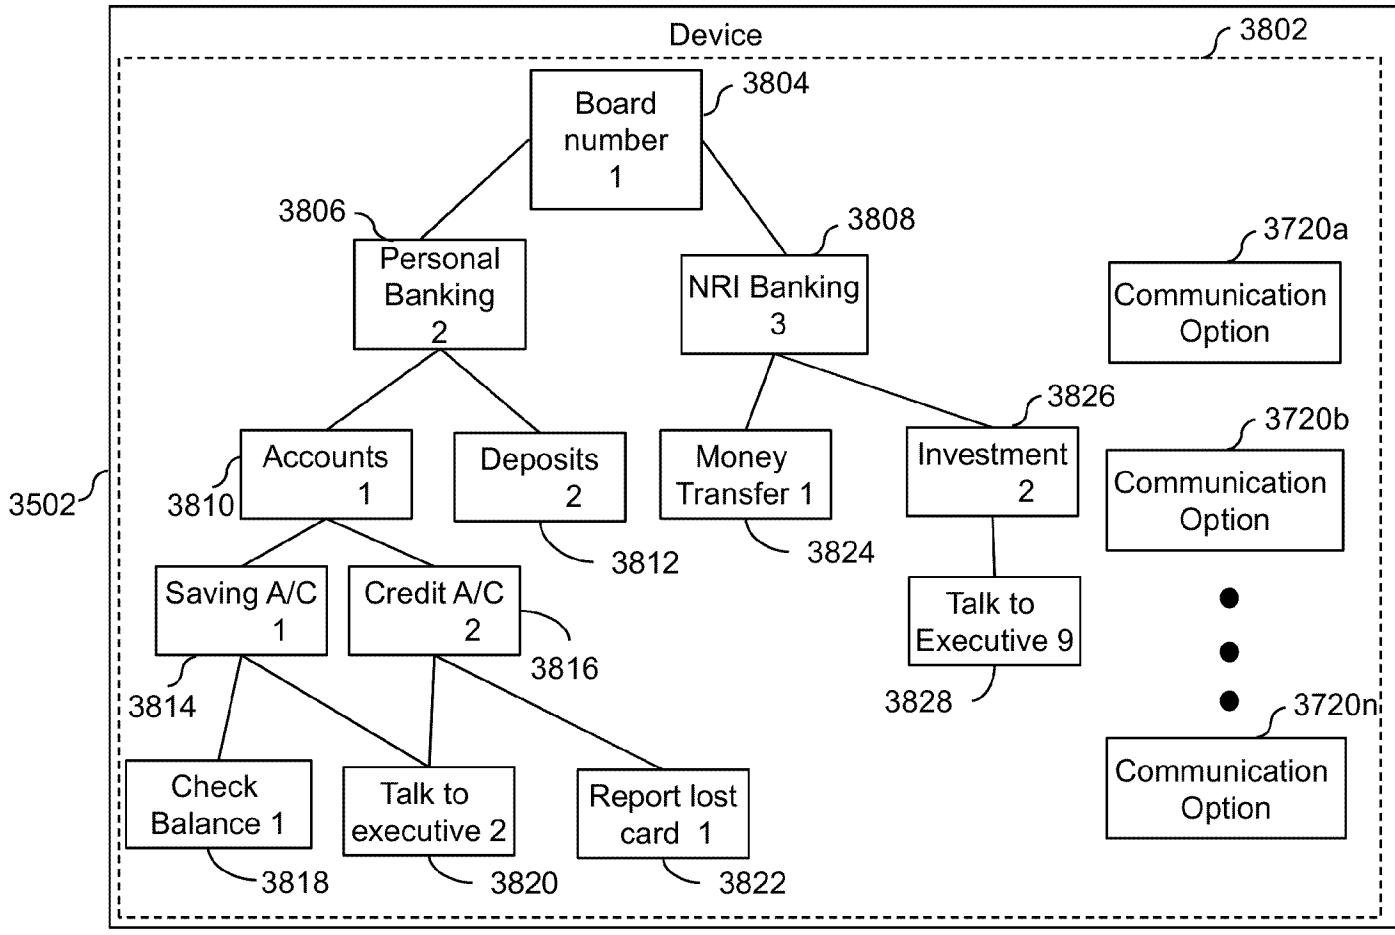 Device
3802
3804
Board
number
1
3806
3808
Personal
Banking
2
NRI Banking
3
3720a
Communication
Option
3826
3720b
3502
3810
Accounts
1
Deposits
2
Money
Transfer 1
Investment
2
Communication
Option
3812
3824
Saving A/C
1
Credit A/C
2
Talk to
Executive 9
3814
3816
3828
3720n
Check
Balance 1
Talk to
executive 2
Report lost
card 1
Communication
Option
3818
3820
3822